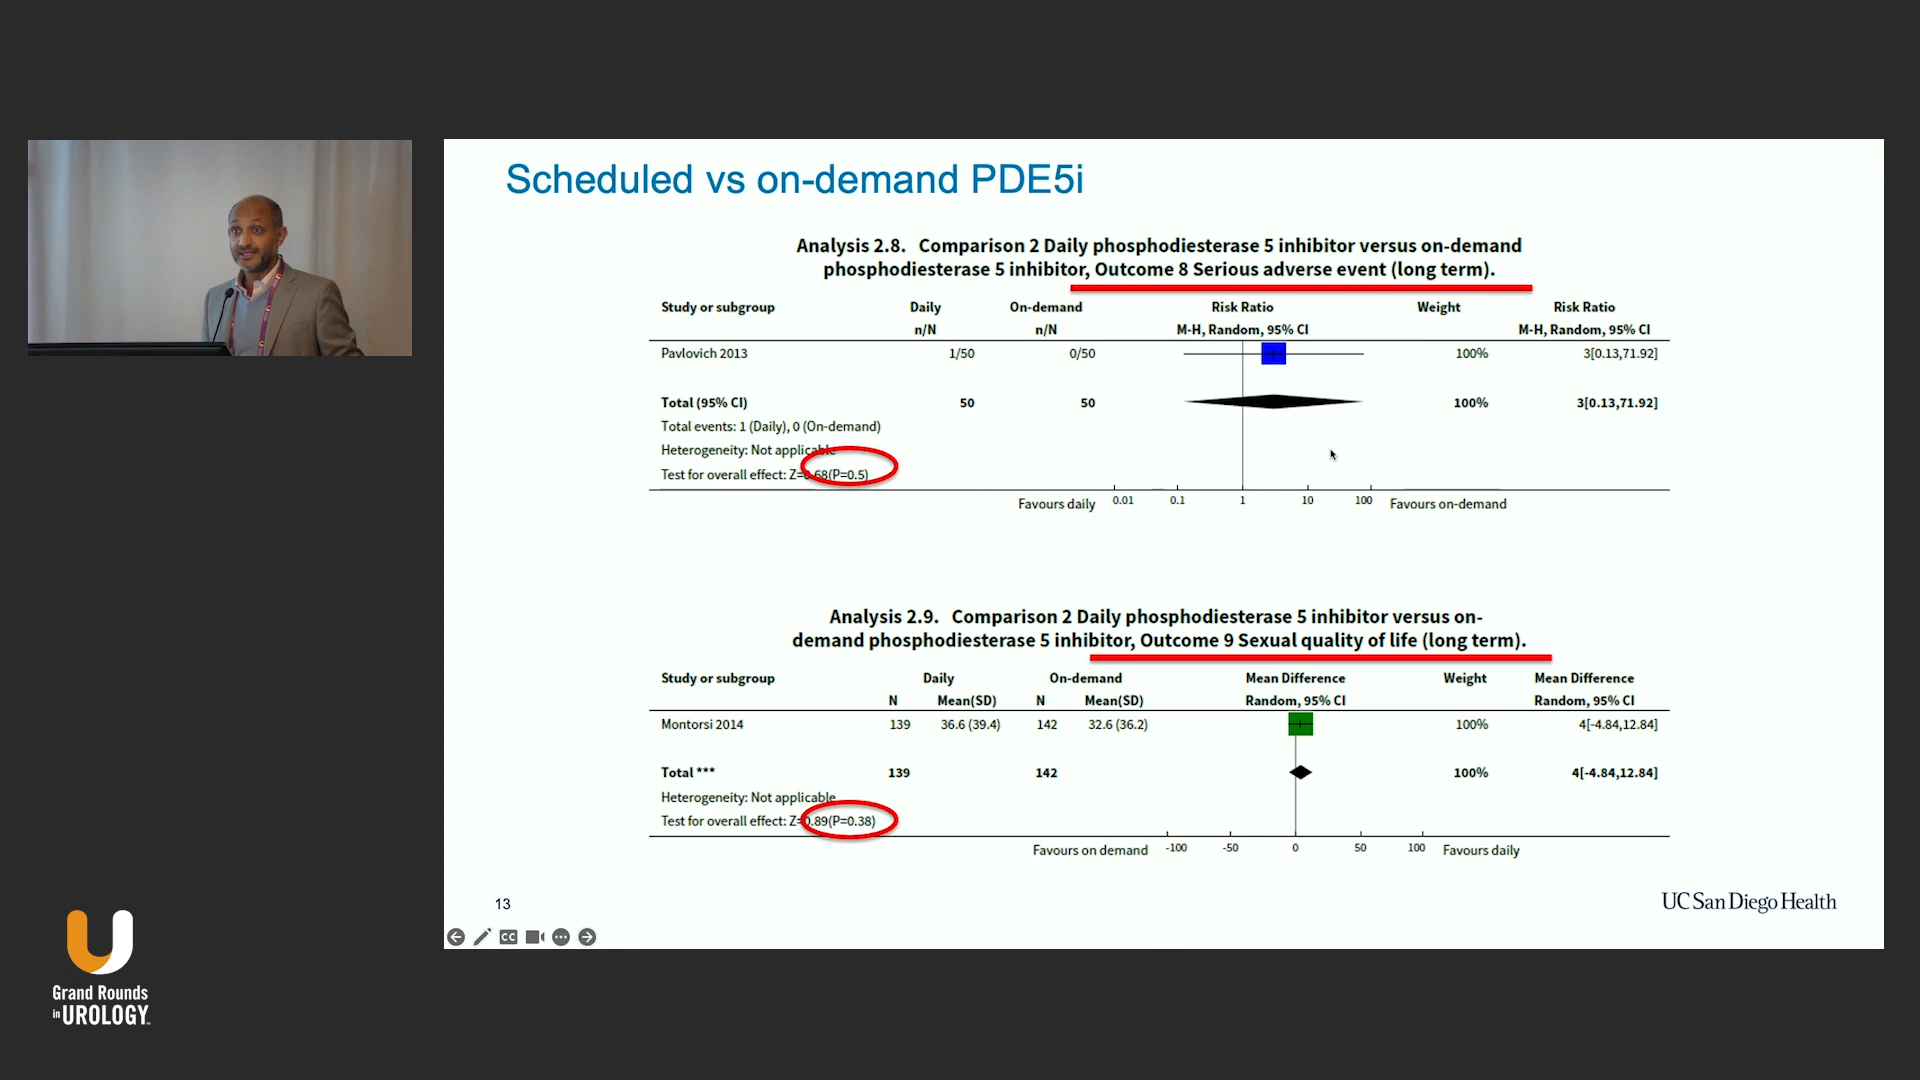 Scheduled vs on-demand PDE5i
Analysis 2.8. Comparison 2 Daily phosphodiesterase 5 inhibitor versus on-demand
phosphodiesterase 5 inhibitor, Outcome 8 Serious adverse event (long term).
Study or subgroup Daily On-demand Risk Ratio Weight Risk Ratio
n/N n/N M-H, Random, 95% CI M-H, Random, 95% CI
Pavlovich 2013 1/50 0/50 100% 3[0.13,71.92]
Total (95% CI) 50 50 100% 3[0.13,71.92]
Total events: 1 (Daily), 0 (On-demand)
Heterogeneity: Not applicable
Test for overall effect: Z=0.68(P=0.5)
Favours daily 0.01 0.1 1 10 100 Favours on-demand
Analysis 2.9. Comparison 2 Daily phosphodiesterase 5 inhibitor versus on-
demand phosphodiesterase 5 inhibitor, Outcome 9 Sexual quality of life (long term).
Study or subgroup Daily On-demand Mean Difference Weight Mean Difference
N Mean(SD) N Mean(SD) Random, 95% CI Random, 95% CI
Montorsi 2014 139 36.6 (39.4) 142 32.6 (36.2) 100% 4[-4.84,12.84]
Total *** 139 142 100% 4[-4.84,12.84]
Heterogeneity: Not applicable
Test for overall effect: Z=0.89(P=0.38)
Favours on demand -100 -50 0 50 100 Favours daily
13
UC San Diego Health
CC
Grand Rounds
in UROLOGY